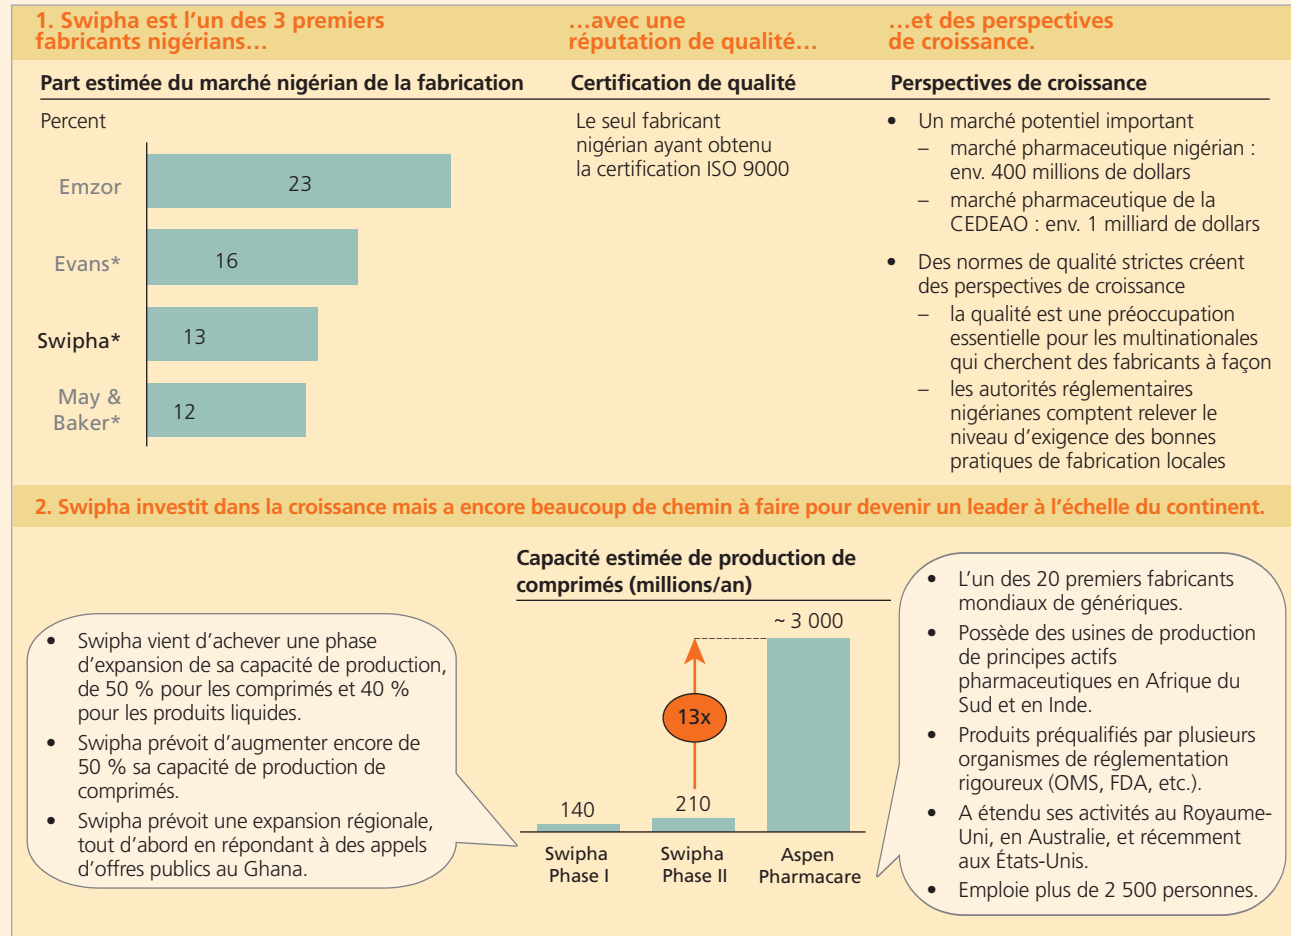 1. Swipha est l’un des 3 premiers
fabricants nigérians…
…avec une
réputation de qualité…
…et des perspectives
de croissance.
Part estimée du marché nigérian de la fabrication
Percent
Emzor
23
Evans*
16
Swipha*
13
May &
Baker*
12
Certification de qualité
Le seul fabricant
nigérian ayant obtenu
la certification ISO 9000
Perspectives de croissance
• Un marché potentiel important
– marché pharmaceutique nigérian :
env. 400 millions de dollars
– marché pharmaceutique de la
CEDEAO : env. 1 milliard de dollars
• Des normes de qualité strictes créent
des perspectives de croissance
– la qualité est une préoccupation
essentielle pour les multinationales
qui cherchent des fabricants à façon
– les autorités réglementaires
nigérianes comptent relever le
niveau d’exigence des bonnes
pratiques de fabrication locales
2. Swipha investit dans la croissance mais a encore beaucoup de chemin à faire pour devenir un leader à l’échelle du continent.
• Swipha vient d’achever une phase
d’expansion de sa capacité de production,
de 50 % pour les comprimés et 40 %
pour les produits liquides.
• Swipha prévoit d’augmenter encore de
50 % sa capacité de production de
comprimés.
• Swipha prévoit une expansion régionale,
tout d’abord en répondant à des appels
d’offres publics au Ghana.
Capacité estimée de production de
comprimés (millions/an)
~ 3 000
13x
140
210
Swipha
Phase I
Swipha
Phase II
Aspen
Pharmacare
• L’un des 20 premiers fabricants
mondiaux de génériques.
• Possède des usines de production
de principes actifs
pharmaceutiques en Afrique du
Sud et en Inde.
• Produits préqualifiés par plusieurs
organismes de réglementation
rigoureux (OMS, FDA, etc.).
• A étendu ses activités au Royaume-
Uni, en Australie, et récemment
aux États-Unis.
• Emploie plus de 2 500 personnes.